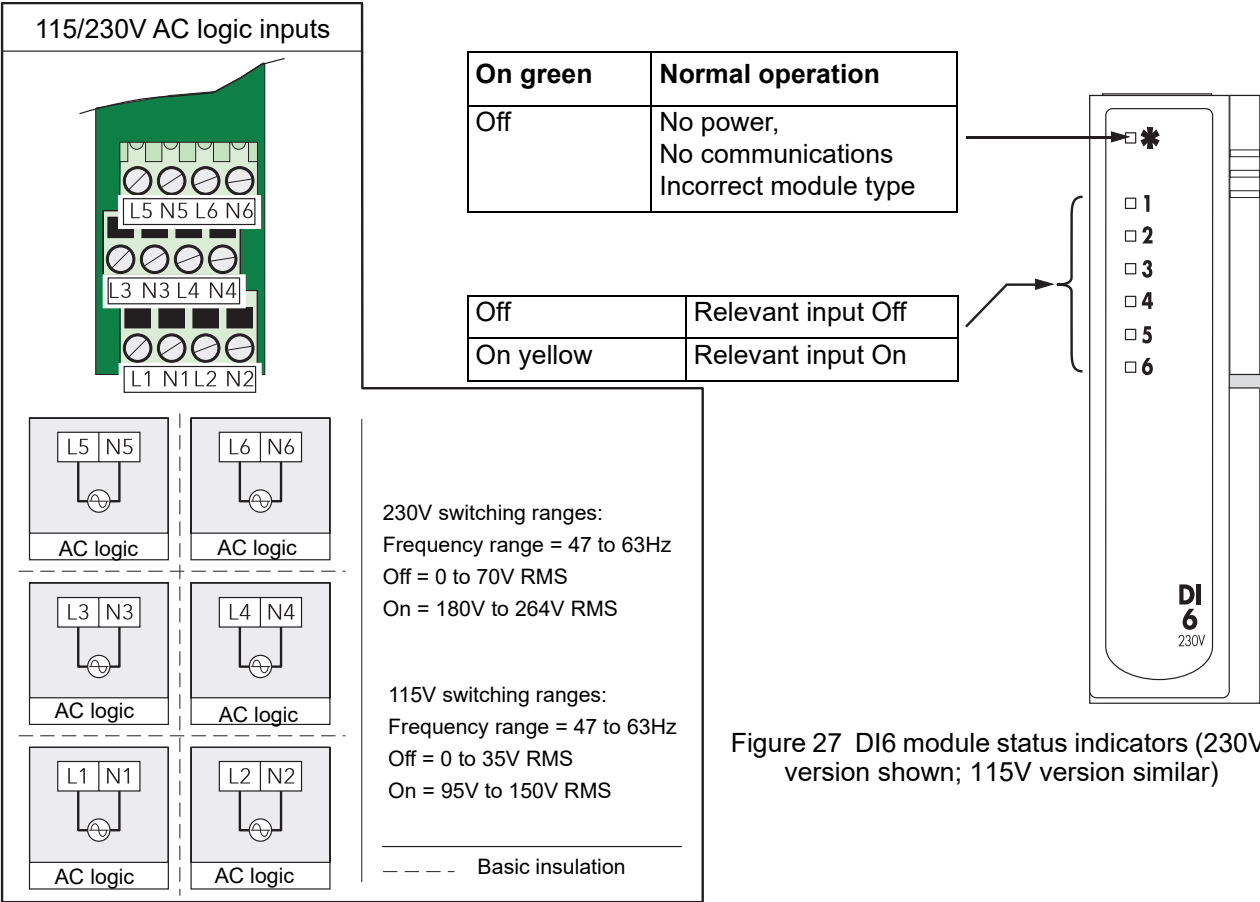 115/230V AC logic inputs
L5 N5 L6 N6
L3 N3 L4 N4
L1 N1 L2 N2
L5 N5
AC logic
L6 N6
AC logic
L3 N3
AC logic
L4 N4
AC logic
L1 N1
AC logic
L2 N2
AC logic
230V switching ranges:
Frequency range = 47 to 63Hz
Off = 0 to 70V RMS
On = 180V to 264V RMS
115V switching ranges:
Frequency range = 47 to 63Hz
Off = 0 to 35V RMS
On = 95V to 150V RMS
Basic insulation
On green Normal operation
Off No power,
No communications
Incorrect module type
Off Relevant input Off
On yellow Relevant input On
✱
1
2
3
4
5
6
DI
6
230V
Figure 27 DI6 module status indicators (230V
version shown; 115V version similar)